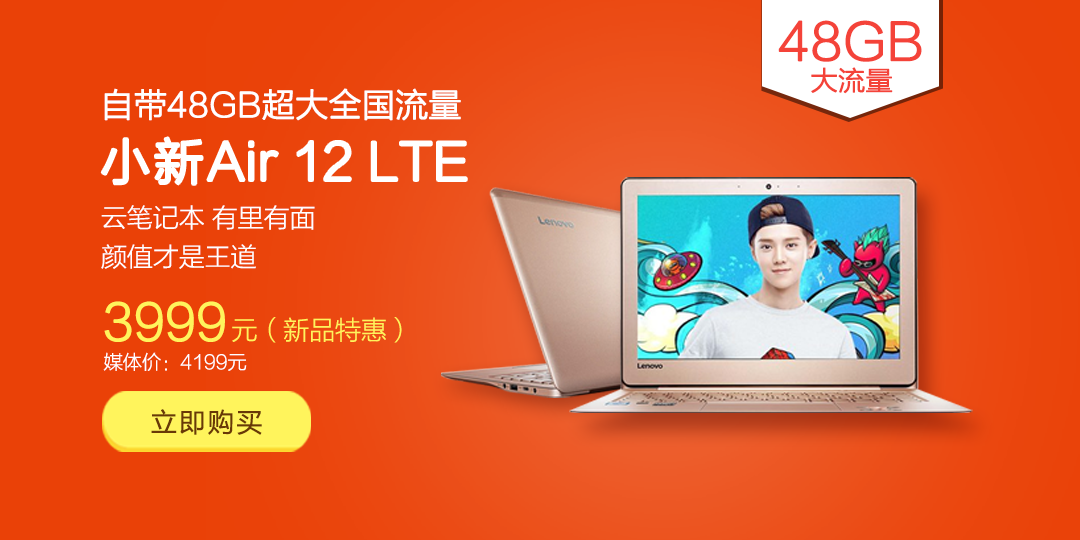 48GB
大流量
自带48GB超大全国流量
小新Air 12 LTE
云笔记本 有里有面
颜值才是王道
3999元（新品特惠）
媒体价：4199元
立即购买
Lenovo
Lenovo